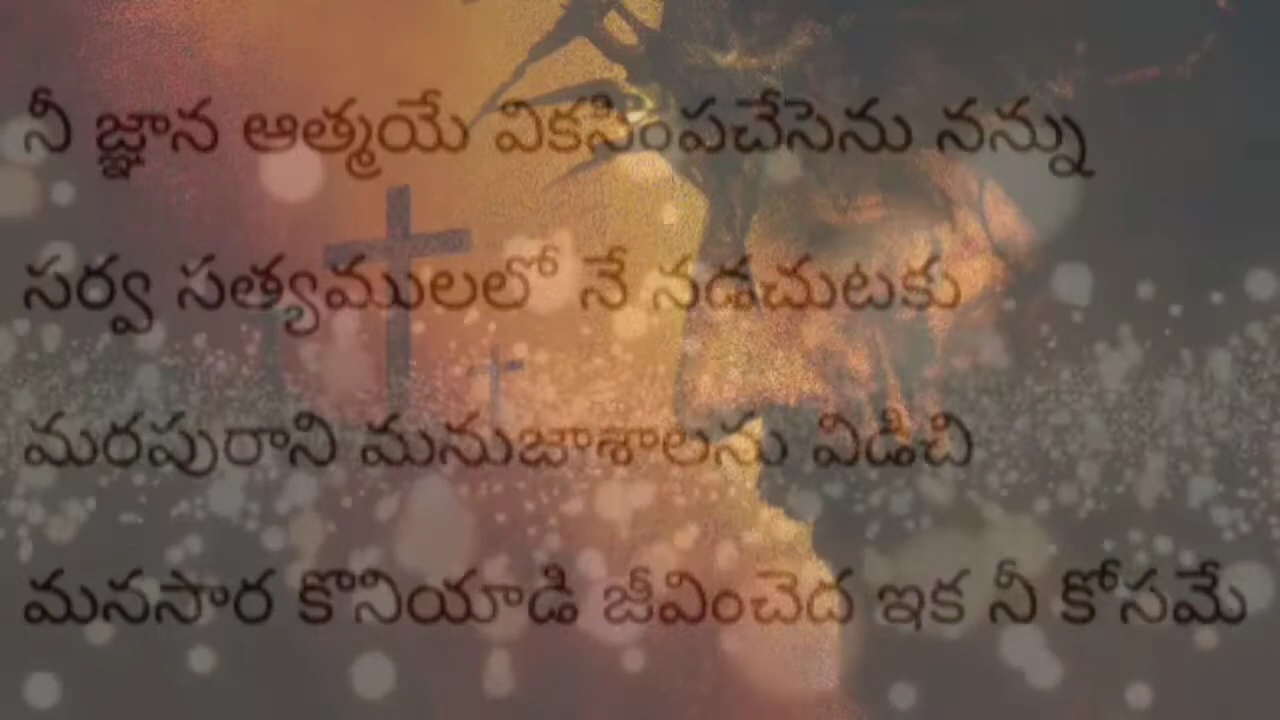 నీ జ్ఞాన ఆత్మయే వికసింపచేసెను నన్ను
సర్వ సత్యములలో నే నడచుటకు
మరపురాని మనుజాశాలను విడిచి
మనసార కొనియాడి జీవించెద ఇక నీ కోసమే